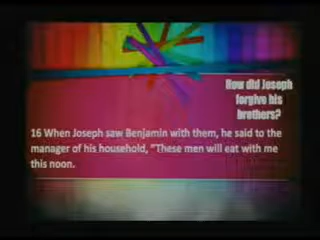 How did Joseph
forgive his
brothers?
16 When Joseph saw Benjamin with them, he said to the
manager of his household, "These men will eat with me
this noon.